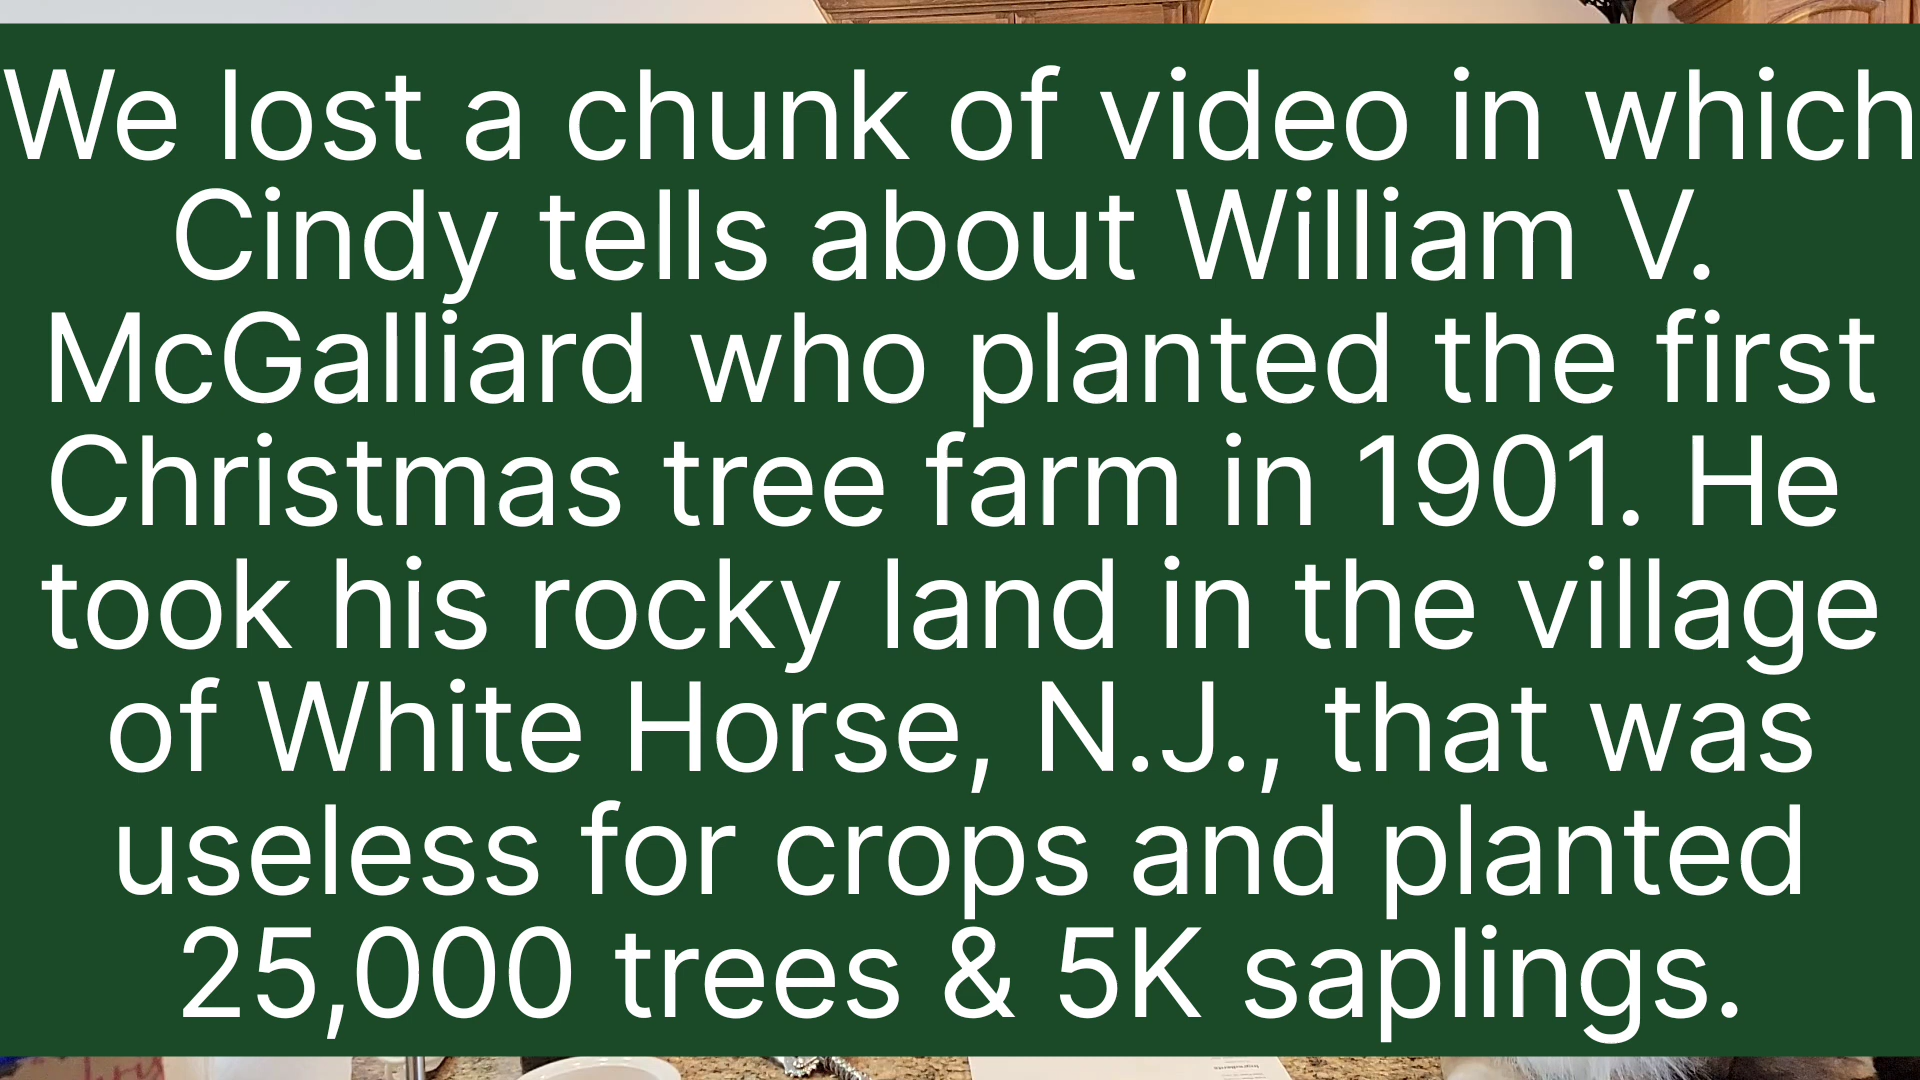 We lost a chunk of video in which
Cindy tells about William V.
McGalliard who planted the first
Christmas tree farm in 1901. He
took his rocky land in the village
of White Horse, N.J., that was
useless for crops and planted
25,000 trees & 5K saplings.